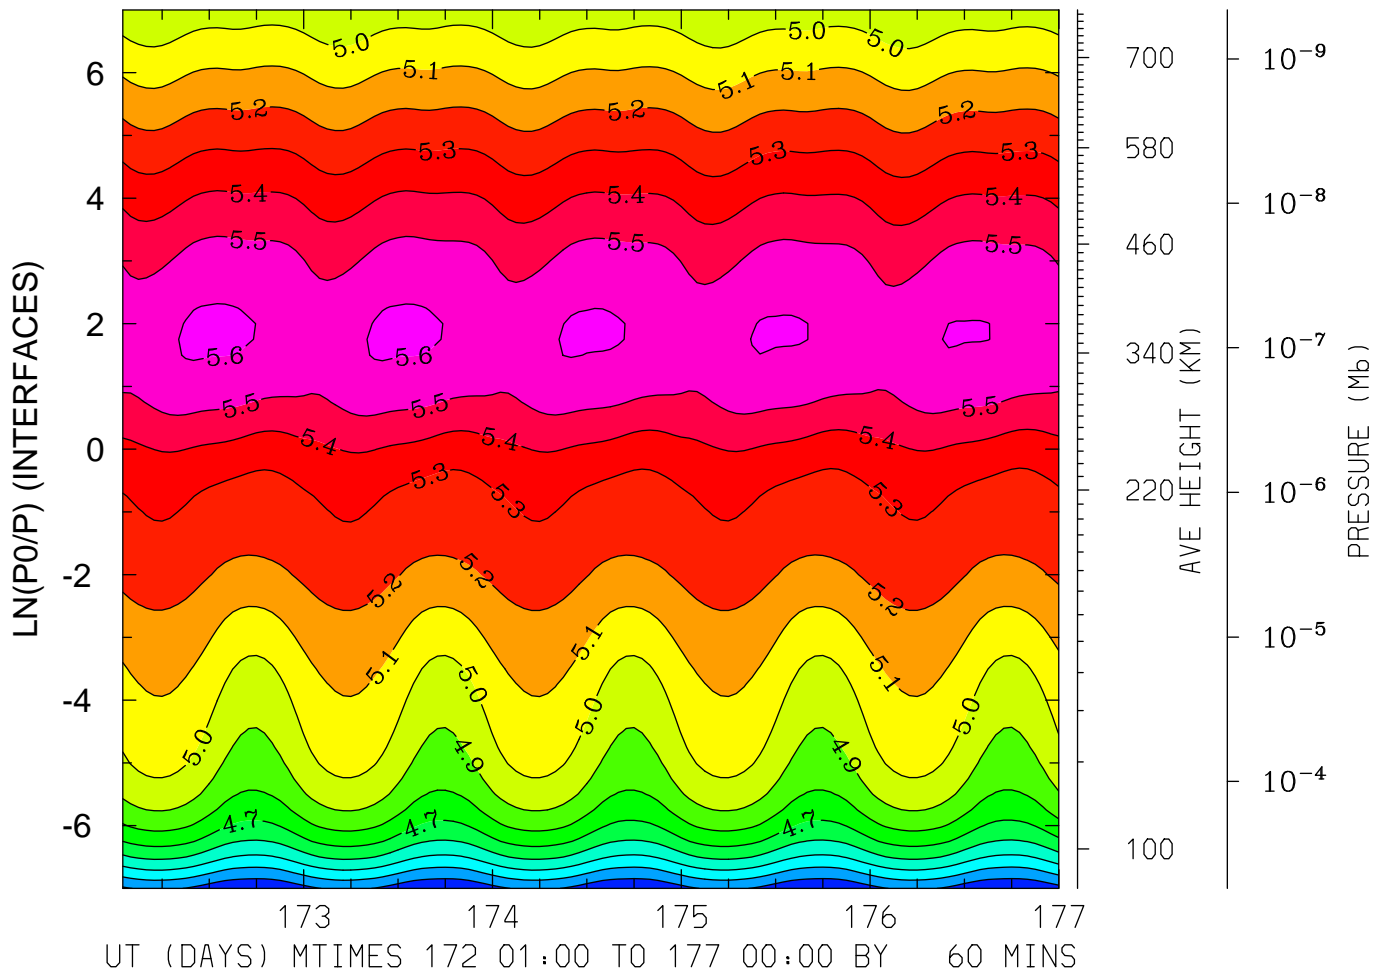 5.0 5.0 5.0
5.1 5.1 5.1
5.2 5.2 5.2
5.3 5.3 5.3
5.4 5.4 5.4
5.5 5.5 5.5
5.6 5.6
5.5 5.5 5.5
5.4 5.4 5.4
5.3 5.3 5.3
5.2 5.2 5.2
5.1 5.1 5.1
5.0 5.0 5.0 5.0
4.9 4.9
4.7 4.7 4.7
6
4
2
0
-2
-4
-6
LN(P0/P) (INTERFACES)
173 174 175 176 177
UT (DAYS) MTIMES 172 01:00 TO 177 00:00 BY 60 MINS
700
580
460
340
220
100
AVE HEIGHT (KM)
10⁻⁹
10⁻⁸
10⁻⁷
10⁻⁶
10⁻⁵
10⁻⁴
PRESSURE (Mb)